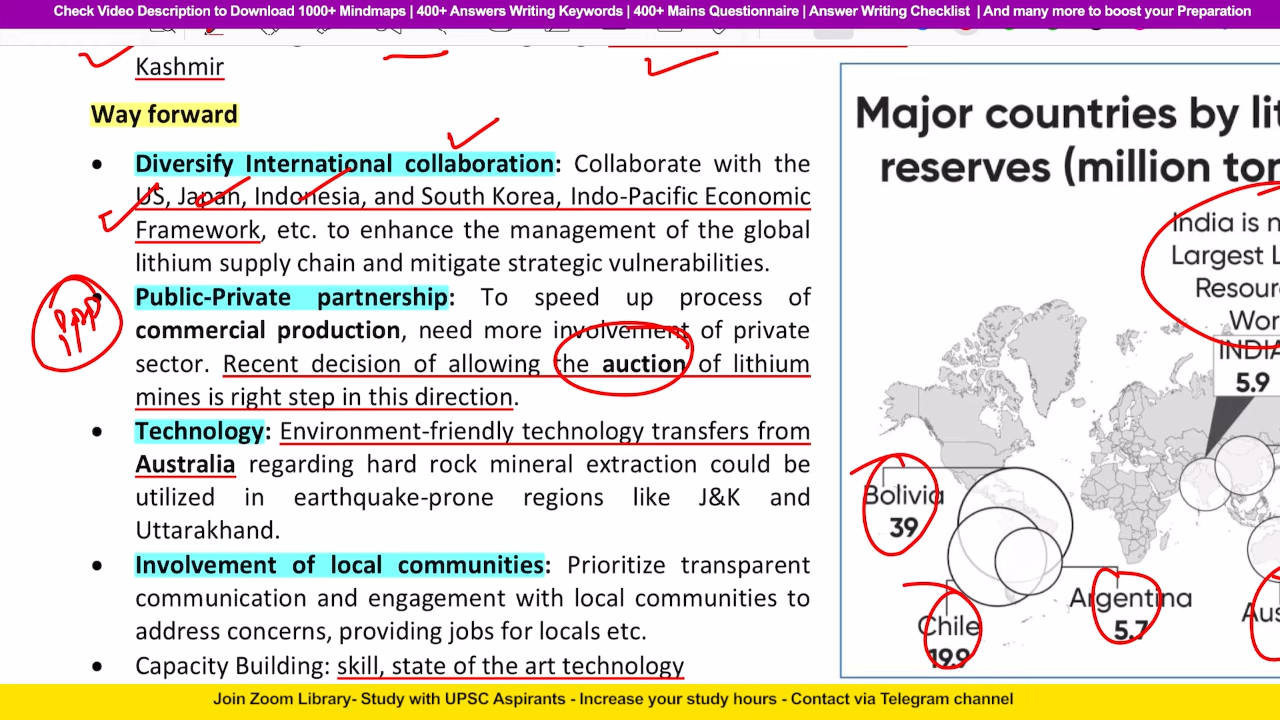 Check Video Description to Download 1000+ Mindmaps | 400+ Answers Writing Keywords | 400+ Mains Questionnaire | Answer Writing Checklist | And many more to boost your Preparation
Kashmir
Way forward
• Diversify International collaboration: Collaborate with the
US, Japan, Indonesia, and South Korea, Indo-Pacific Economic
Framework, etc. to enhance the management of the global
lithium supply chain and mitigate strategic vulnerabilities.
PPP
• Public-Private partnership: To speed up process of
commercial production, need more involvement of private
sector. Recent decision of allowing the auction of lithium
mines is right step in this direction.
• Technology: Environment-friendly technology transfers from
Australia regarding hard rock mineral extraction could be
utilized in earthquake-prone regions like J&K and
Uttarakhand.
• Involvement of local communities: Prioritize transparent
communication and engagement with local communities to
address concerns, providing jobs for locals etc.
• Capacity Building: skill, state of the art technology
Major countries by lit
reserves (million ton
India is n
Largest L
Resour
Wor
INDIA
5.9
Bolivia
39
Chile
19.9
Argentina
5.7
Aus
Join Zoom Library- Study with UPSC Aspirants - Increase your study hours - Contact via Telegram channel